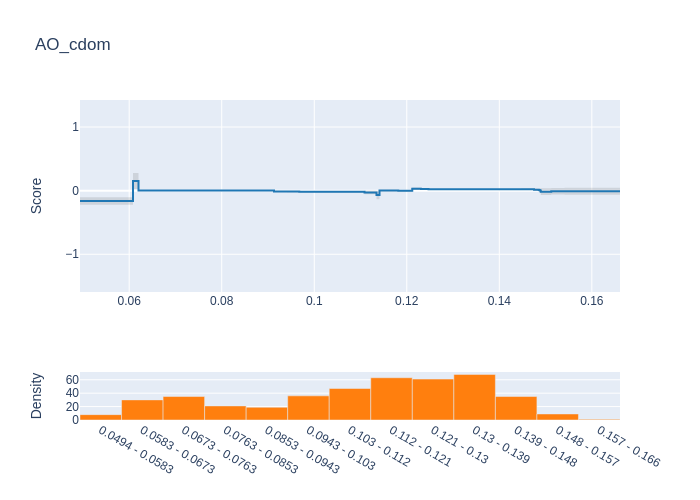 AO_cdom
Score
1
0
−1
0.06
0.08
0.1
0.12
0.14
0.16
Density
60
40
20
0
0.0494 - 0.0583
0.0583 - 0.0673
0.0673 - 0.0763
0.0763 - 0.0853
0.0853 - 0.0943
0.0943 - 0.103
0.103 - 0.112
0.112 - 0.121
0.121 - 0.13
0.13 - 0.139
0.139 - 0.148
0.148 - 0.157
0.157 - 0.166